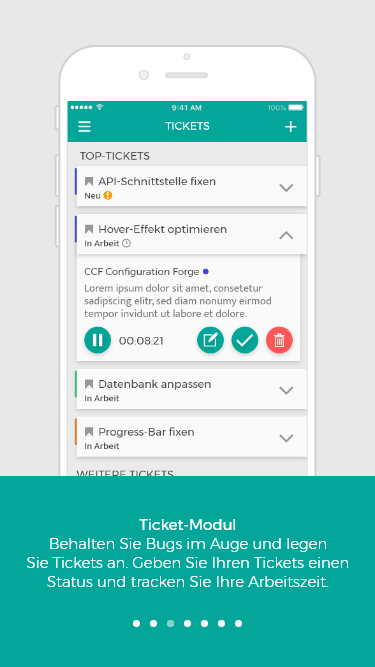 9:41 AM
100%
TICKETS
TOP-TICKETS
API-Schnittstelle fixen
Neu
Hover-Effekt optimieren
In Arbeit
CCF Configuration Forge
Lorem ipsum dolor sit amet, consetetur
sadipscing elitr, sed diam nonumy eirmod
tempor invidunt ut labore et dolore.
00:08:21
Datenbank anpassen
In Arbeit
Progress-Bar fixen
In Arbeit
WEITERE TICKETS
Ticket-Modul
Behalten Sie Bugs im Auge und legen
Sie Tickets an. Geben Sie Ihren Tickets einen
Status und tracken Sie Ihre Arbeitszeit.